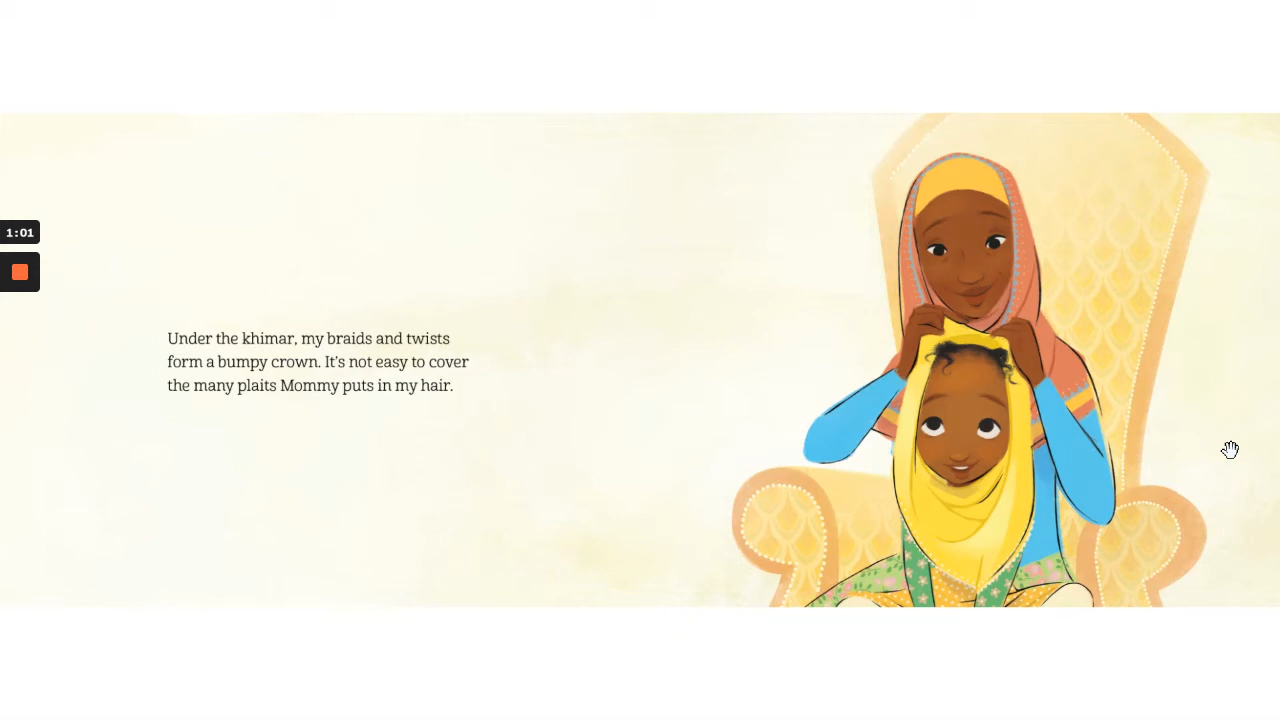 1:01
Under the khimar, my braids and twists
form a bumpy crown. It's not easy to cover
the many plaits Mommy puts in my hair.